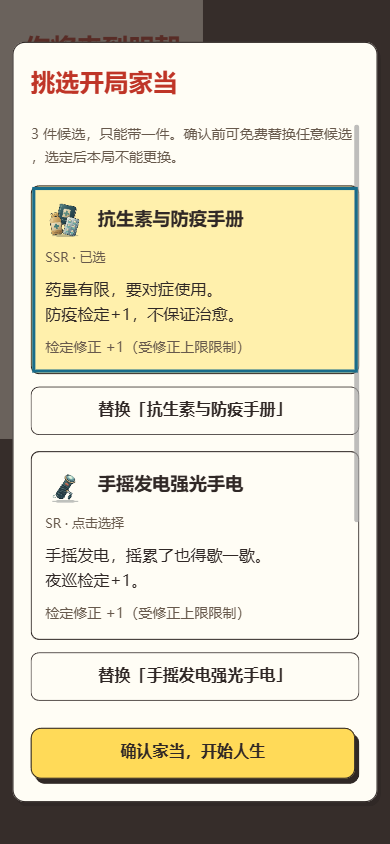 挑选开局家当
3 件候选，只能带一件。确认前可免费替换任意候选
，选定后本局不能更换。
抗生素与防疫手册
SSR · 已选
药量有限，要对症使用。
防疫检定+1，不保证治愈。
检定修正 +1（受修正上限限制）
替换「抗生素与防疫手册」
手摇发电强光手电
SR · 点击选择
手摇发电，摇累了也得歇一歇。
夜巡检定+1。
检定修正 +1（受修正上限限制）
替换「手摇发电强光手电」
确认家当，开始人生